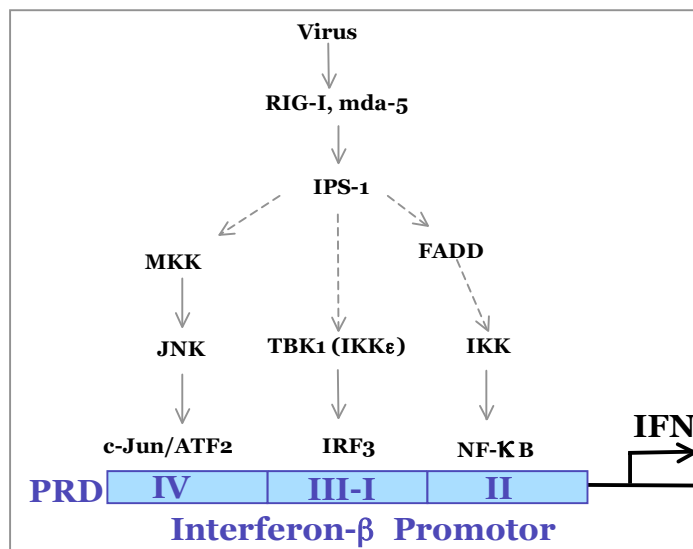 Virus
RIG-I, mda-5
IPS-1
MKK
FADD
JNK
TBK1 (IKKε)
IKK
c-Jun/ATF2
IRF3
NF-κB
IFN
PRD
IV
III-I
II
Interferon-β Promotor